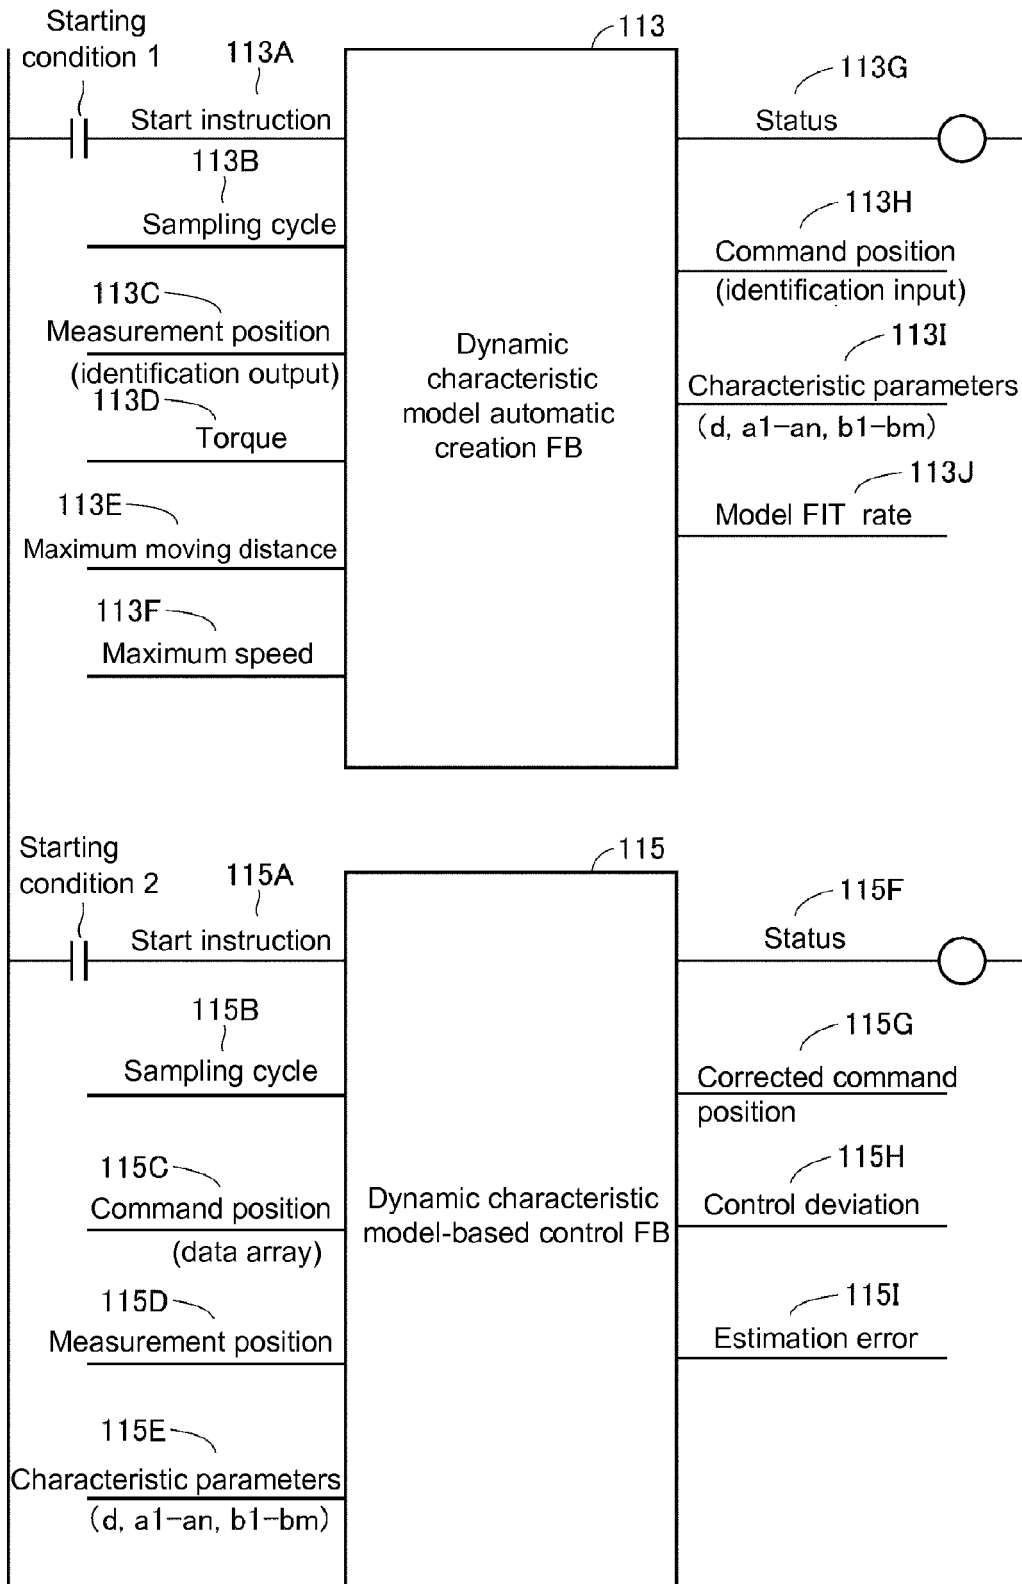 Starting
condition 1
113A
Start instruction
113B
Sampling cycle
113C
Measurement position
(identification output)
113D
Torque
113E
Maximum moving distance
113F
Maximum speed
113
Dynamic
characteristic
model automatic
creation FB
113G
Status
113H
Command position
(identification input)
113I
Characteristic parameters
(d, a1-an, b1-bm)
113J
Model FIT rate
Starting
condition 2
115A
Start instruction
115B
Sampling cycle
115C
Command position
(data array)
115D
Measurement position
115E
Characteristic parameters
(d, a1-an, b1-bm)
115
Dynamic characteristic
model-based control FB
115F
Status
115G
Corrected command
position
115H
Control deviation
115I
Estimation error